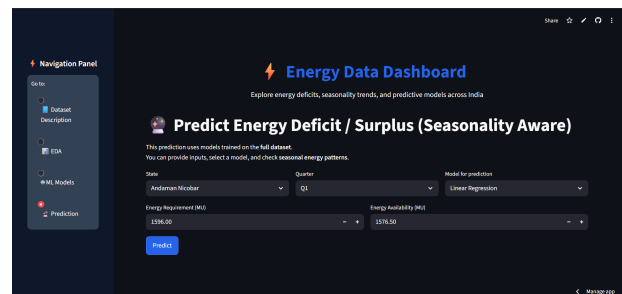 Share
Navigation Panel
Energy Data Dashboard
Go to:
Explore energy deficits, seasonality trends, and predictive models across India
Dataset
Description
Predict Energy Deficit / Surplus (Seasonality Aware)
EDA
This prediction uses models trained on the full dataset.
You can provide inputs, select a model, and check seasonal energy patterns.
ML Models
State Quarter Model for prediction
Andaman Nicobar Q1 Linear Regression
Prediction
Energy Requirement (MU) Energy Availability (MU)
1596.00 - + 1576.50 - +
Predict
< Manage app